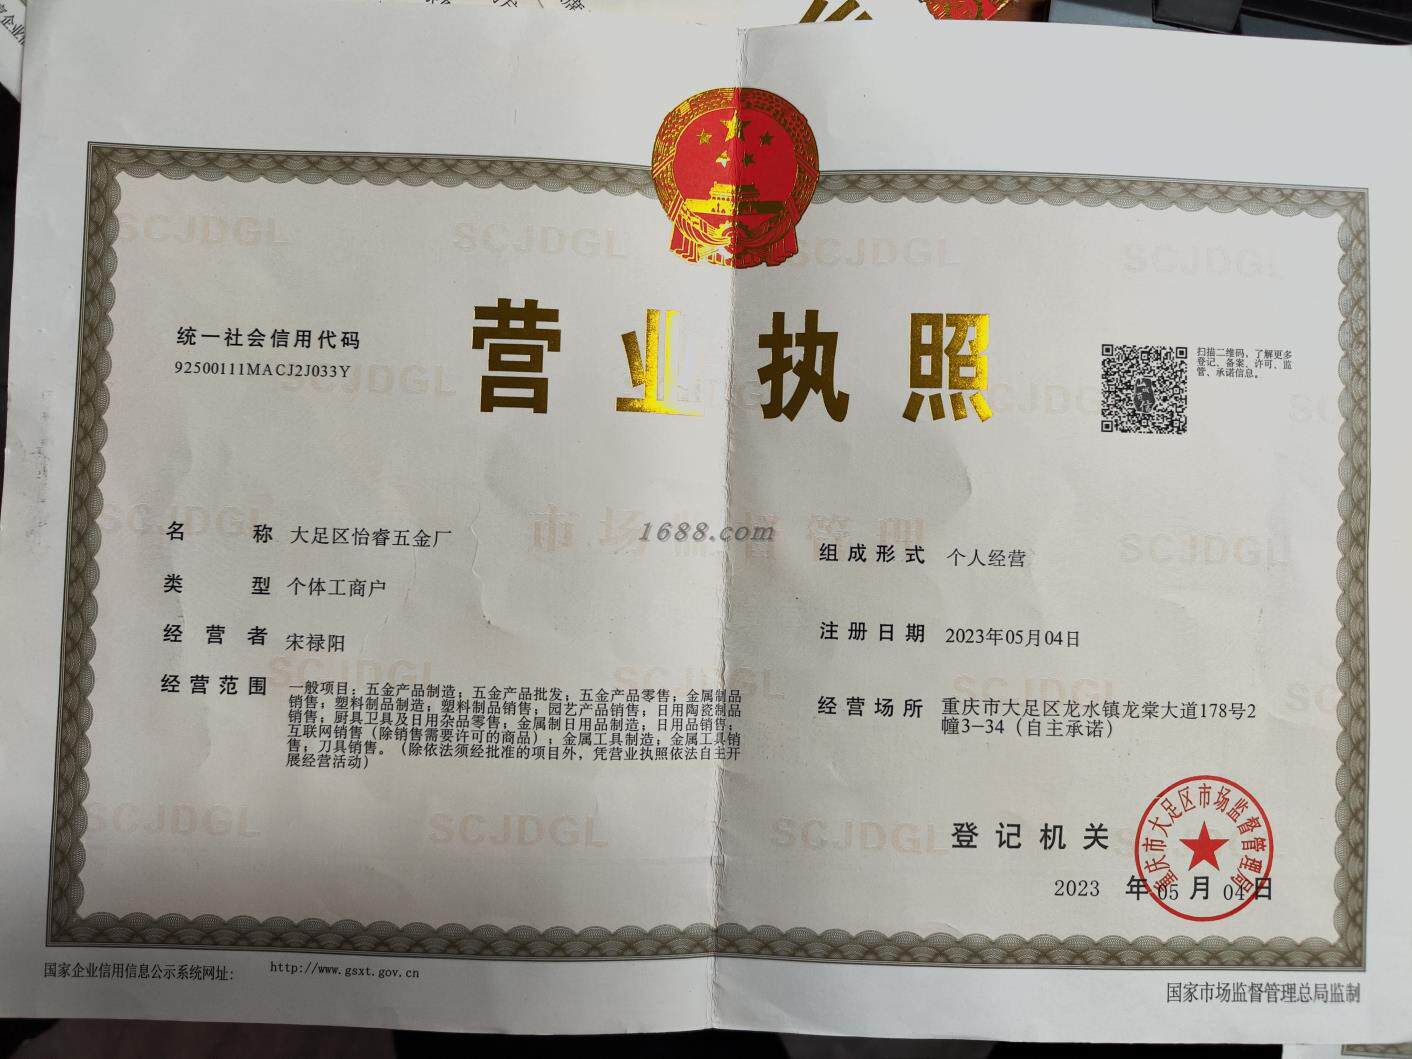 营业执照
统一社会信用代码
92500111MACJ2J033Y
扫描二维码，了解更多
登记、备案、许可、监
管、承诺信息。
名称 大足区怡睿五金厂
类型 个体工商户
经营者 宋禄阳
经营范围 一般项目：五金产品制造；五金产品批发；五金产品零售；金属制品
销售；塑料制品制造；塑料制品销售；园艺产品销售；日用陶瓷制品
销售；厨具卫具及日用杂品零售；金属制日用品制造；日用品销售；
互联网销售（除销售需要许可的商品）；金属工具制造；金属工具销
售；刀具销售。（除依法须经批准的项目外，凭营业执照依法自主开
展经营活动）
组成形式 个人经营
注册日期 2023年05月04日
经营场所 重庆市大足区龙水镇龙棠大道178号2
幢3-34（自主承诺）
1688.com
登记机关
重庆市大足区市场监督管理局
2023 年 05 月 04 日
国家企业信用信息公示系统网址：
http://www.gsxt.gov.cn
国家市场监督管理总局监制
SCJDGL
市场监督管理